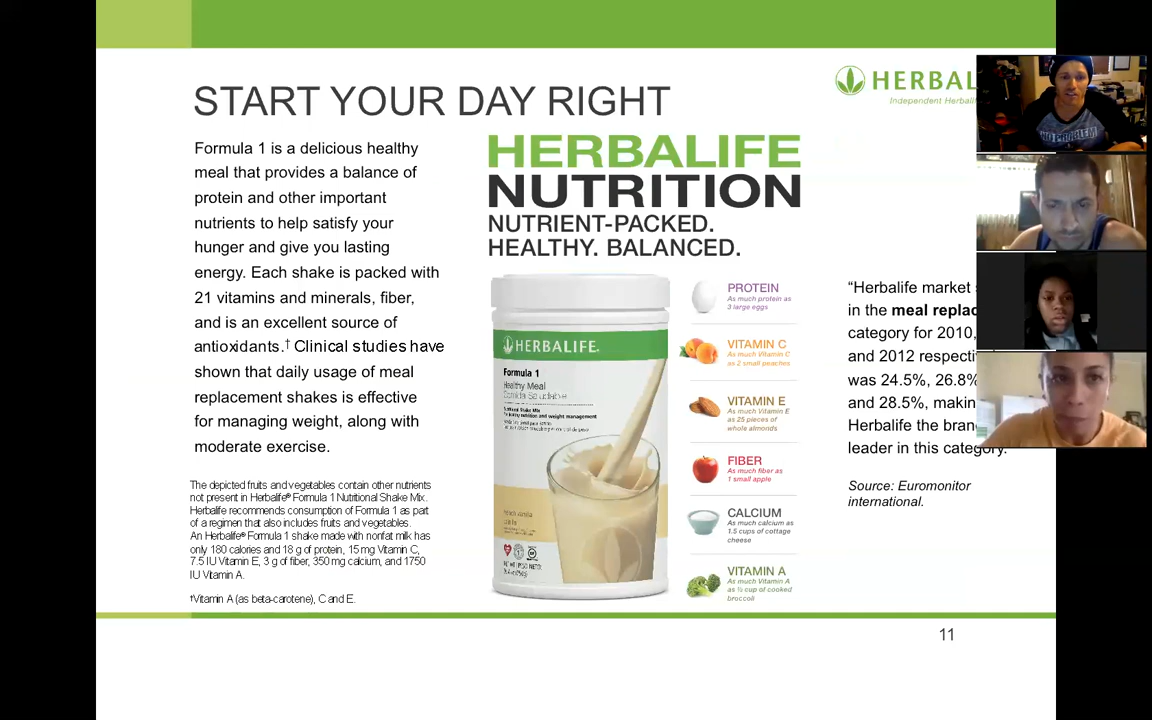 START YOUR DAY RIGHT
HERBAL
Independent Herbali
Formula 1 is a delicious healthy
meal that provides a balance of
protein and other important
nutrients to help satisfy your
hunger and give you lasting
energy. Each shake is packed with
21 vitamins and minerals, fiber,
and is an excellent source of
antioxidants.† Clinical studies have
shown that daily usage of meal
replacement shakes is effective
for managing weight, along with
moderate exercise.
The depicted fruits and vegetables contain other nutrients
not present in Herbalife® Formula 1 Nutritional Shake Mix.
Herbalife recommends consumption of Formula 1 as part
of a regimen that also includes fruits and vegetables.
An Herbalife® Formula 1 shake made with nonfat milk has
only 180 calories and 18 g of protein, 15 mg Vitamin C,
7.5 IU Vitamin E, 3 g of fiber, 350 mg calcium, and 1750
IU Vitamin A.
†Vitamin A (as beta-carotene), C and E.
HERBALIFE
NUTRITION
NUTRIENT-PACKED.
HEALTHY. BALANCED.
HERBALIFE.
Formula 1
Healthy Meal
Comida Saludable
Nutritional Shake Mix
PROTEIN
As much protein as
3 large eggs
VITAMIN C
As much Vitamin C
as 2 small peaches
VITAMIN E
As much Vitamin E
as 25 pieces of
whole almonds
FIBER
As much fiber as
1 small apple
CALCIUM
As much calcium as
1.5 cups of cottage
cheese
VITAMIN A
As much Vitamin A
as ½ cup of cooked
broccoli
“Herbalife market
in the meal replac
category for 2010,
and 2012 respecti
was 24.5%, 26.8%
and 28.5%, makin
Herbalife the bran
leader in this category.”
Source: Euromonitor
international.
11
NO PROBLEM